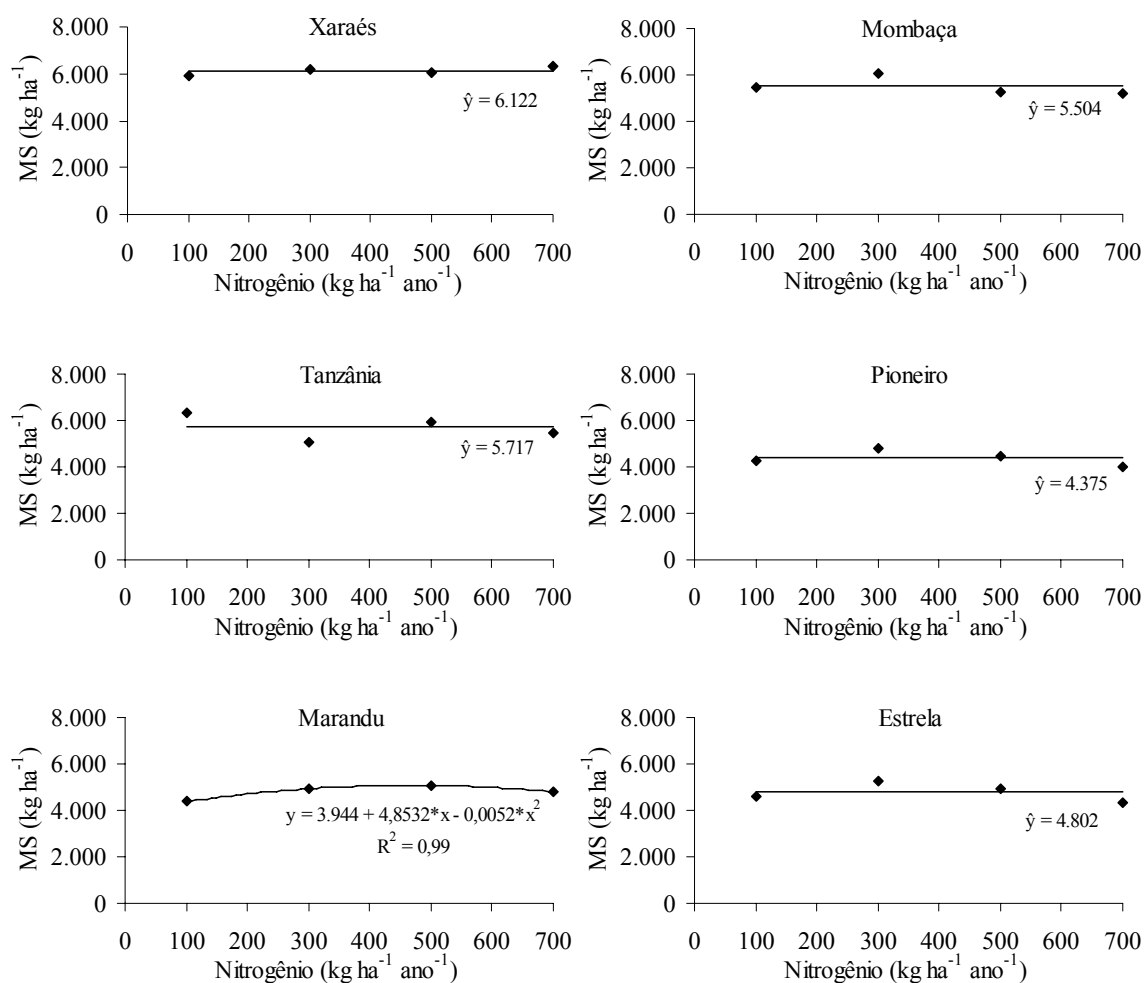 Xaraés
8.000
6.000
4.000
2.000
0
MS (kg ha⁻¹)
ŷ = 6.122
0 100 200 300 400 500 600 700
Nitrogênio (kg ha⁻¹ ano⁻¹)
Mombaça
8.000
6.000
4.000
2.000
0
MS (kg ha⁻¹)
ŷ = 5.504
0 100 200 300 400 500 600 700
Nitrogênio (kg ha⁻¹ ano⁻¹)
Tanzânia
8.000
6.000
4.000
2.000
0
MS (kg ha⁻¹)
ŷ = 5.717
0 100 200 300 400 500 600 700
Nitrogênio (kg ha⁻¹ ano⁻¹)
Pioneiro
8.000
6.000
4.000
2.000
0
MS (kg ha⁻¹)
ŷ = 4.375
0 100 200 300 400 500 600 700
Nitrogênio (kg ha⁻¹ ano⁻¹)
Marandu
8.000
6.000
4.000
2.000
0
MS (kg ha⁻¹)
y = 3.944 + 4,8532*x - 0,0052*x²
R² = 0,99
0 100 200 300 400 500 600 700
Nitrogênio (kg ha⁻¹ ano⁻¹)
Estrela
8.000
6.000
4.000
2.000
0
MS (kg ha⁻¹)
ŷ = 4.802
0 100 200 300 400 500 600 700
Nitrogênio (kg ha⁻¹ ano⁻¹)